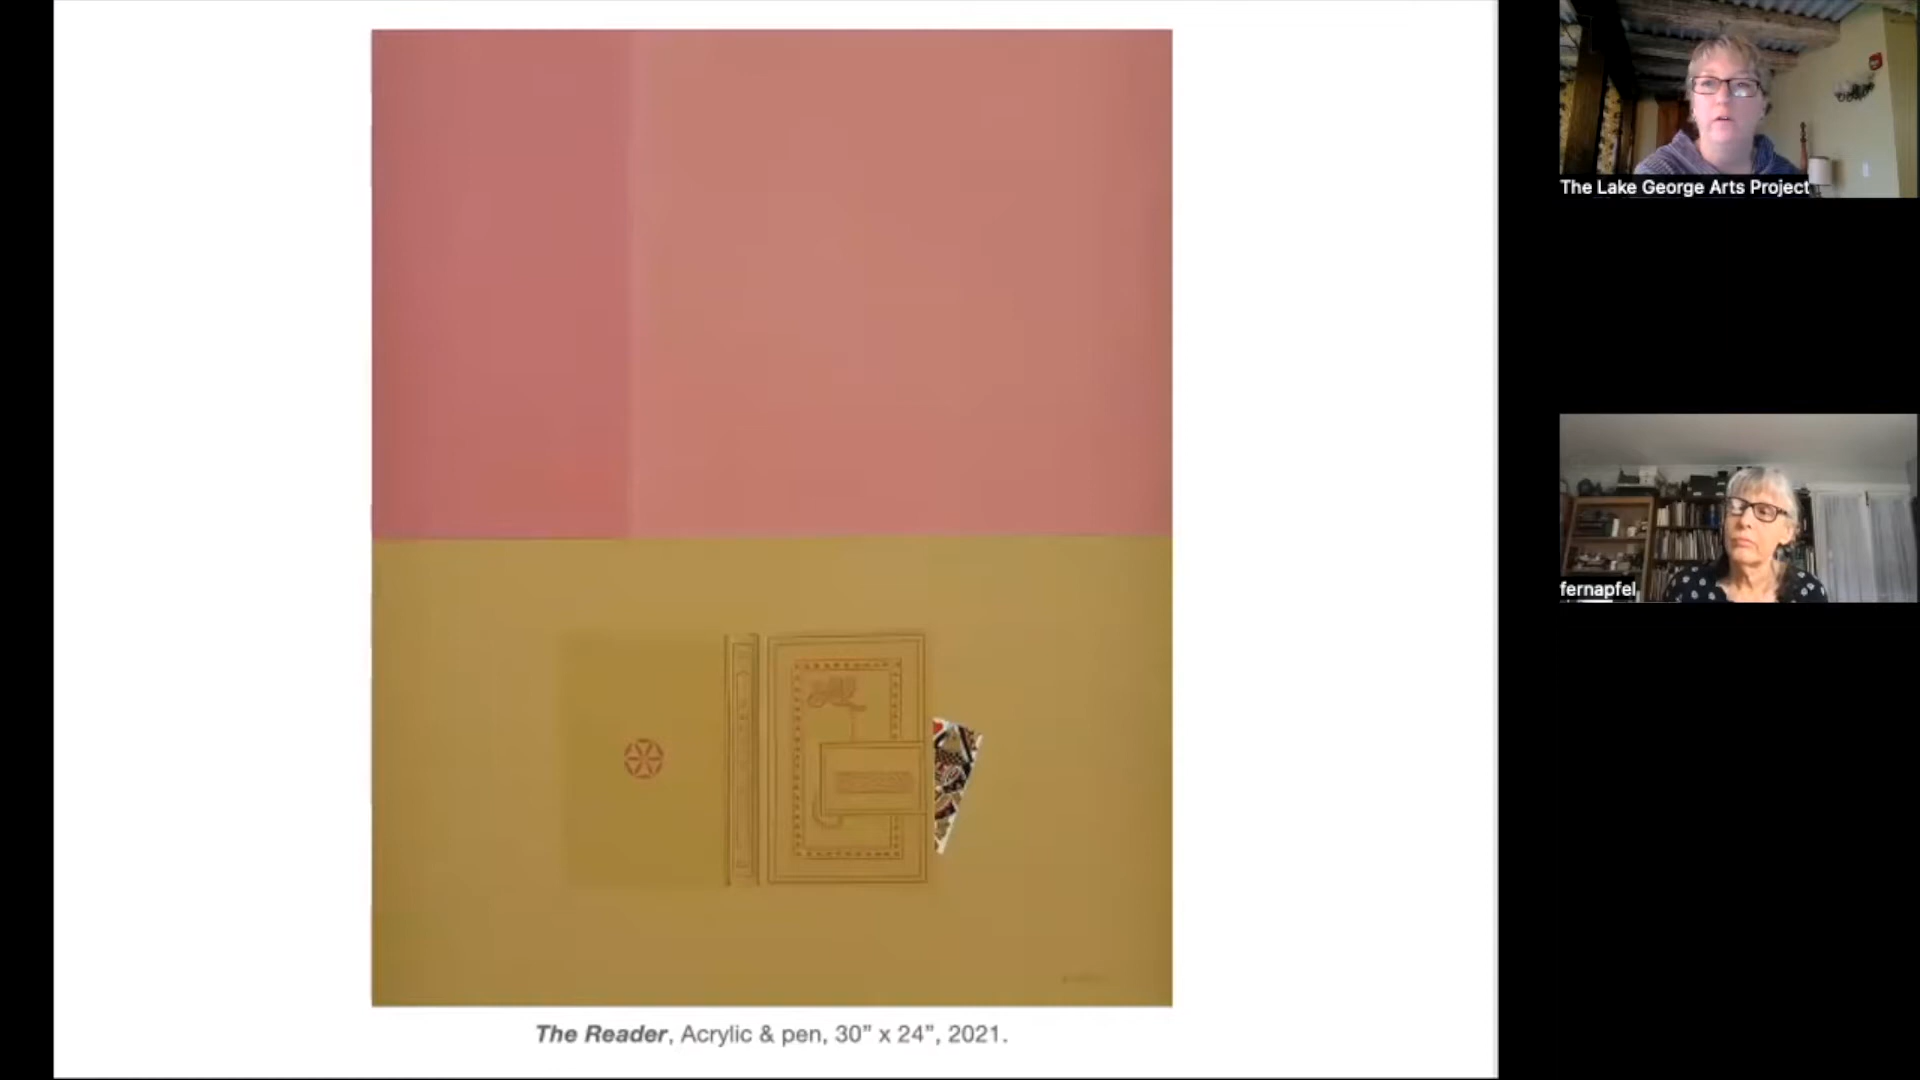 The Reader, Acrylic & pen, 30” x 24”, 2021.
The Lake George Arts Project
fernapfel